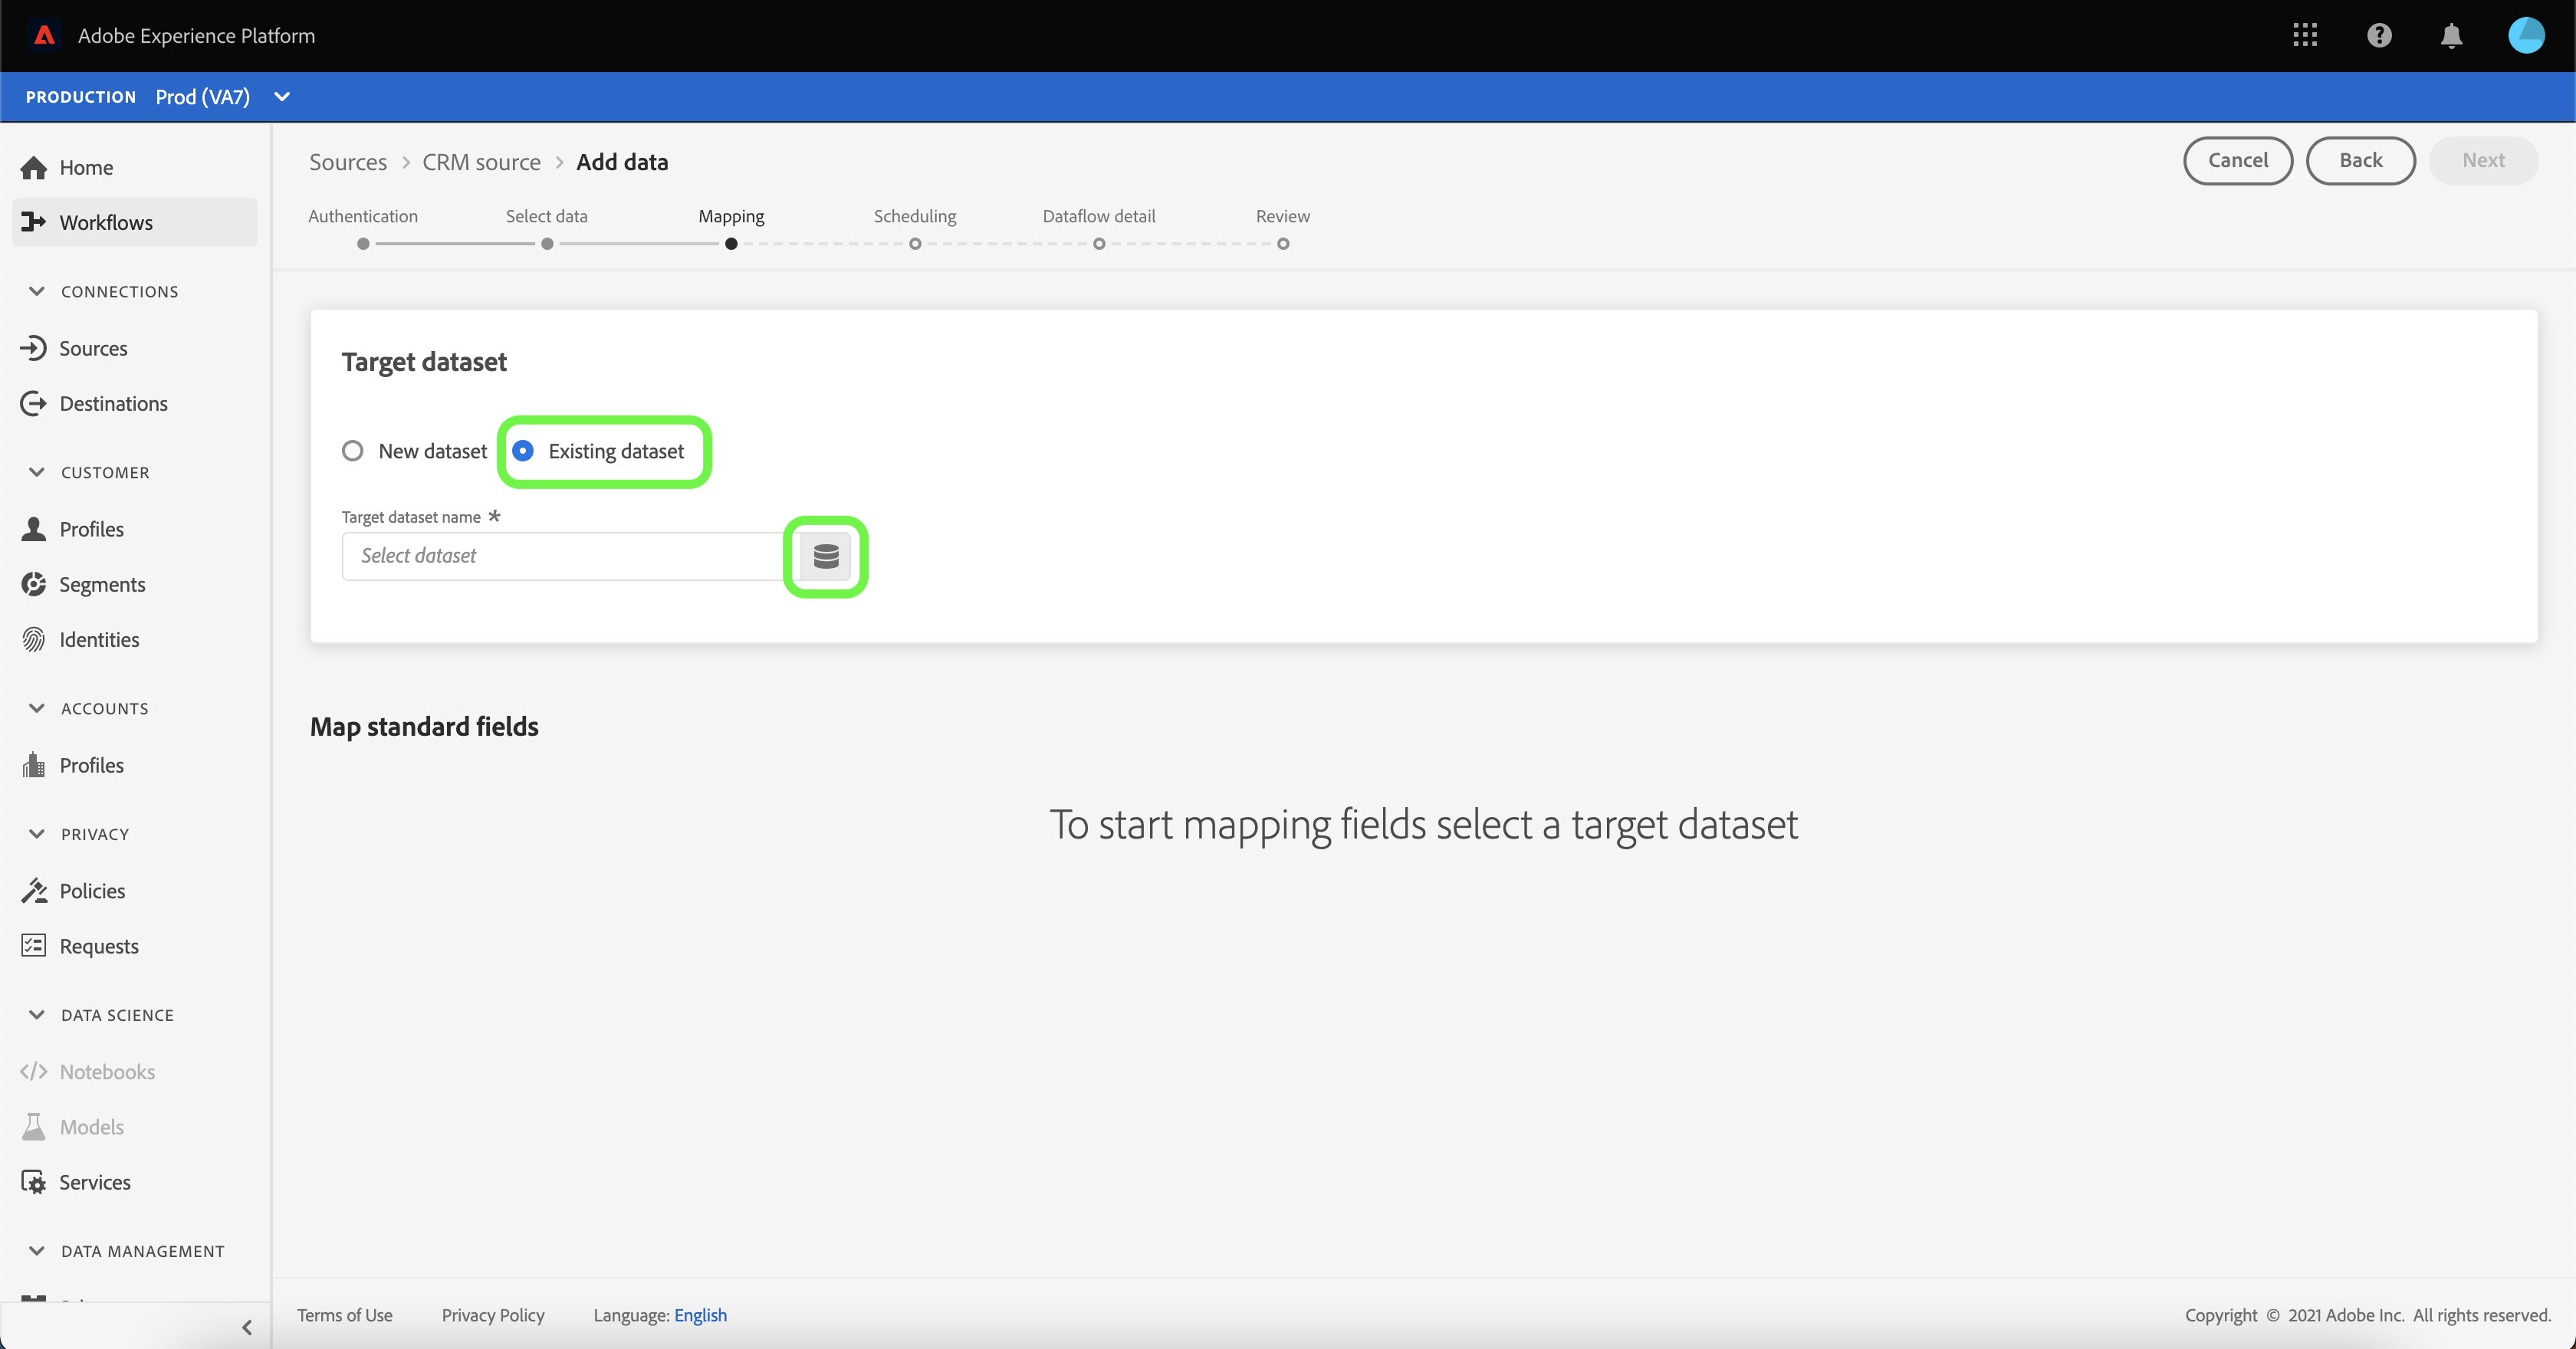 Adobe Experience Platform
PRODUCTION Prod (VA7)
Home
Workflows
CONNECTIONS
Sources
Destinations
CUSTOMER
Profiles
Segments
Identities
ACCOUNTS
Profiles
PRIVACY
Policies
Requests
DATA SCIENCE
Notebooks
Models
Services
DATA MANAGEMENT
Sources > CRM source > Add data
Cancel Back Next
Authentication Select data Mapping Scheduling Dataflow detail Review
Target dataset
New dataset Existing dataset
Target dataset name *
Select dataset
Map standard fields
To start mapping fields select a target dataset
Terms of Use Privacy Policy Language: English Copyright © 2021 Adobe Inc. All rights reserved.